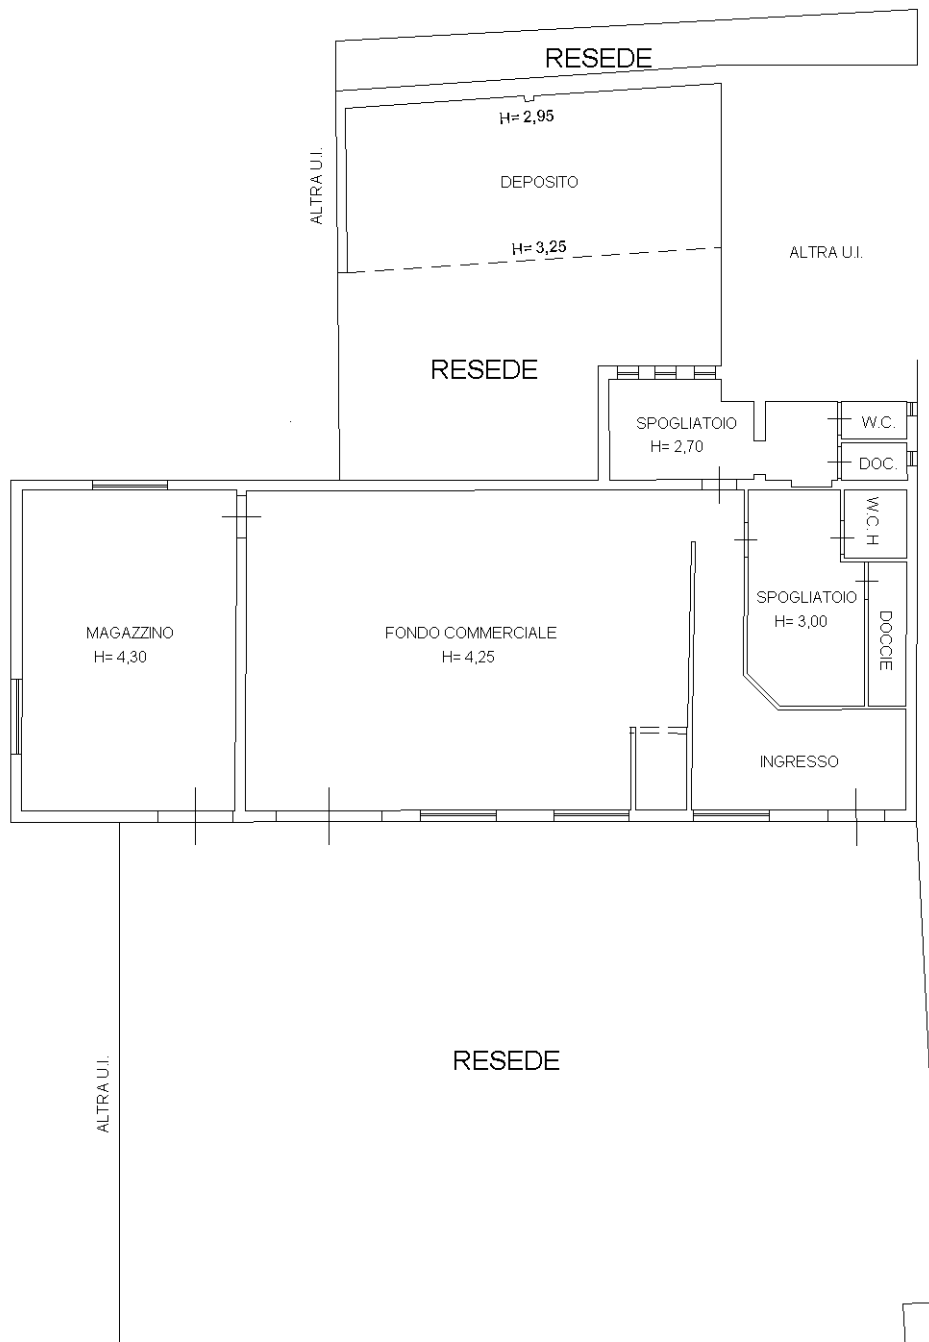 RESEDE
H= 2,95
ALTRA U.I.
DEPOSITO
H= 3,25
ALTRA U.I.
RESEDE
SPOGLIATOIO
H= 2,70
W.C.
DOC.
W.C.H
SPOGLIATOIO
H= 3,00
DOCCIE
MAGAZZINO
H= 4,30
FONDO COMMERCIALE
H= 4,25
INGRESSO
RESEDE
ALTRA U.I.